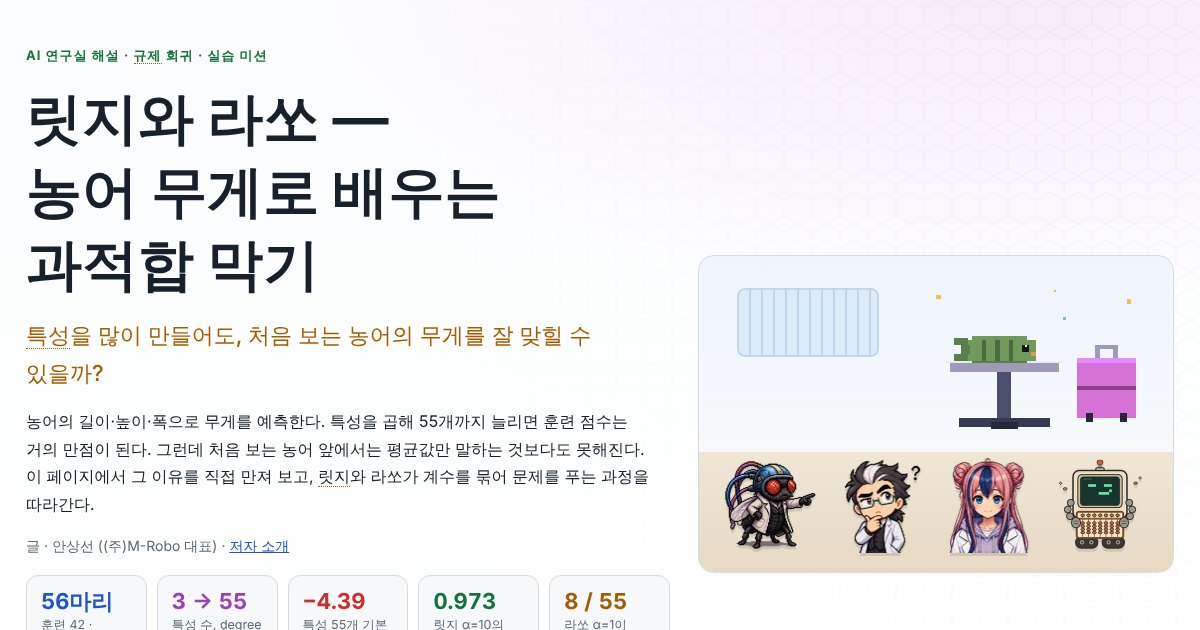 AI 연구실 해설 · 규제 회귀 · 실습 미션
릿지와 라쏘 —
농어 무게로 배우는
과적합 막기
특성을 많이 만들어도, 처음 보는 농어의 무게를 잘 맞힐 수
있을까?
농어의 길이·높이·폭으로 무게를 예측한다. 특성을 곱해 55개까지 늘리면 훈련 점수는
거의 만점이 된다. 그런데 처음 보는 농어 앞에서는 평균값만 말하는 것보다도 못해진다.
이 페이지에서 그 이유를 직접 만져 보고, 릿지와 라쏘가 계수를 묶어 문제를 푸는 과정을
따라간다.
글 · 안상선 ((주)M-Robo 대표) · 저자 소개
?
56마리
훈련 42 ·
3 → 55
특성 수, degree
−4.39
특성 55개 기본
0.973
릿지 α=10의
8 / 55
라쏘 α=1이